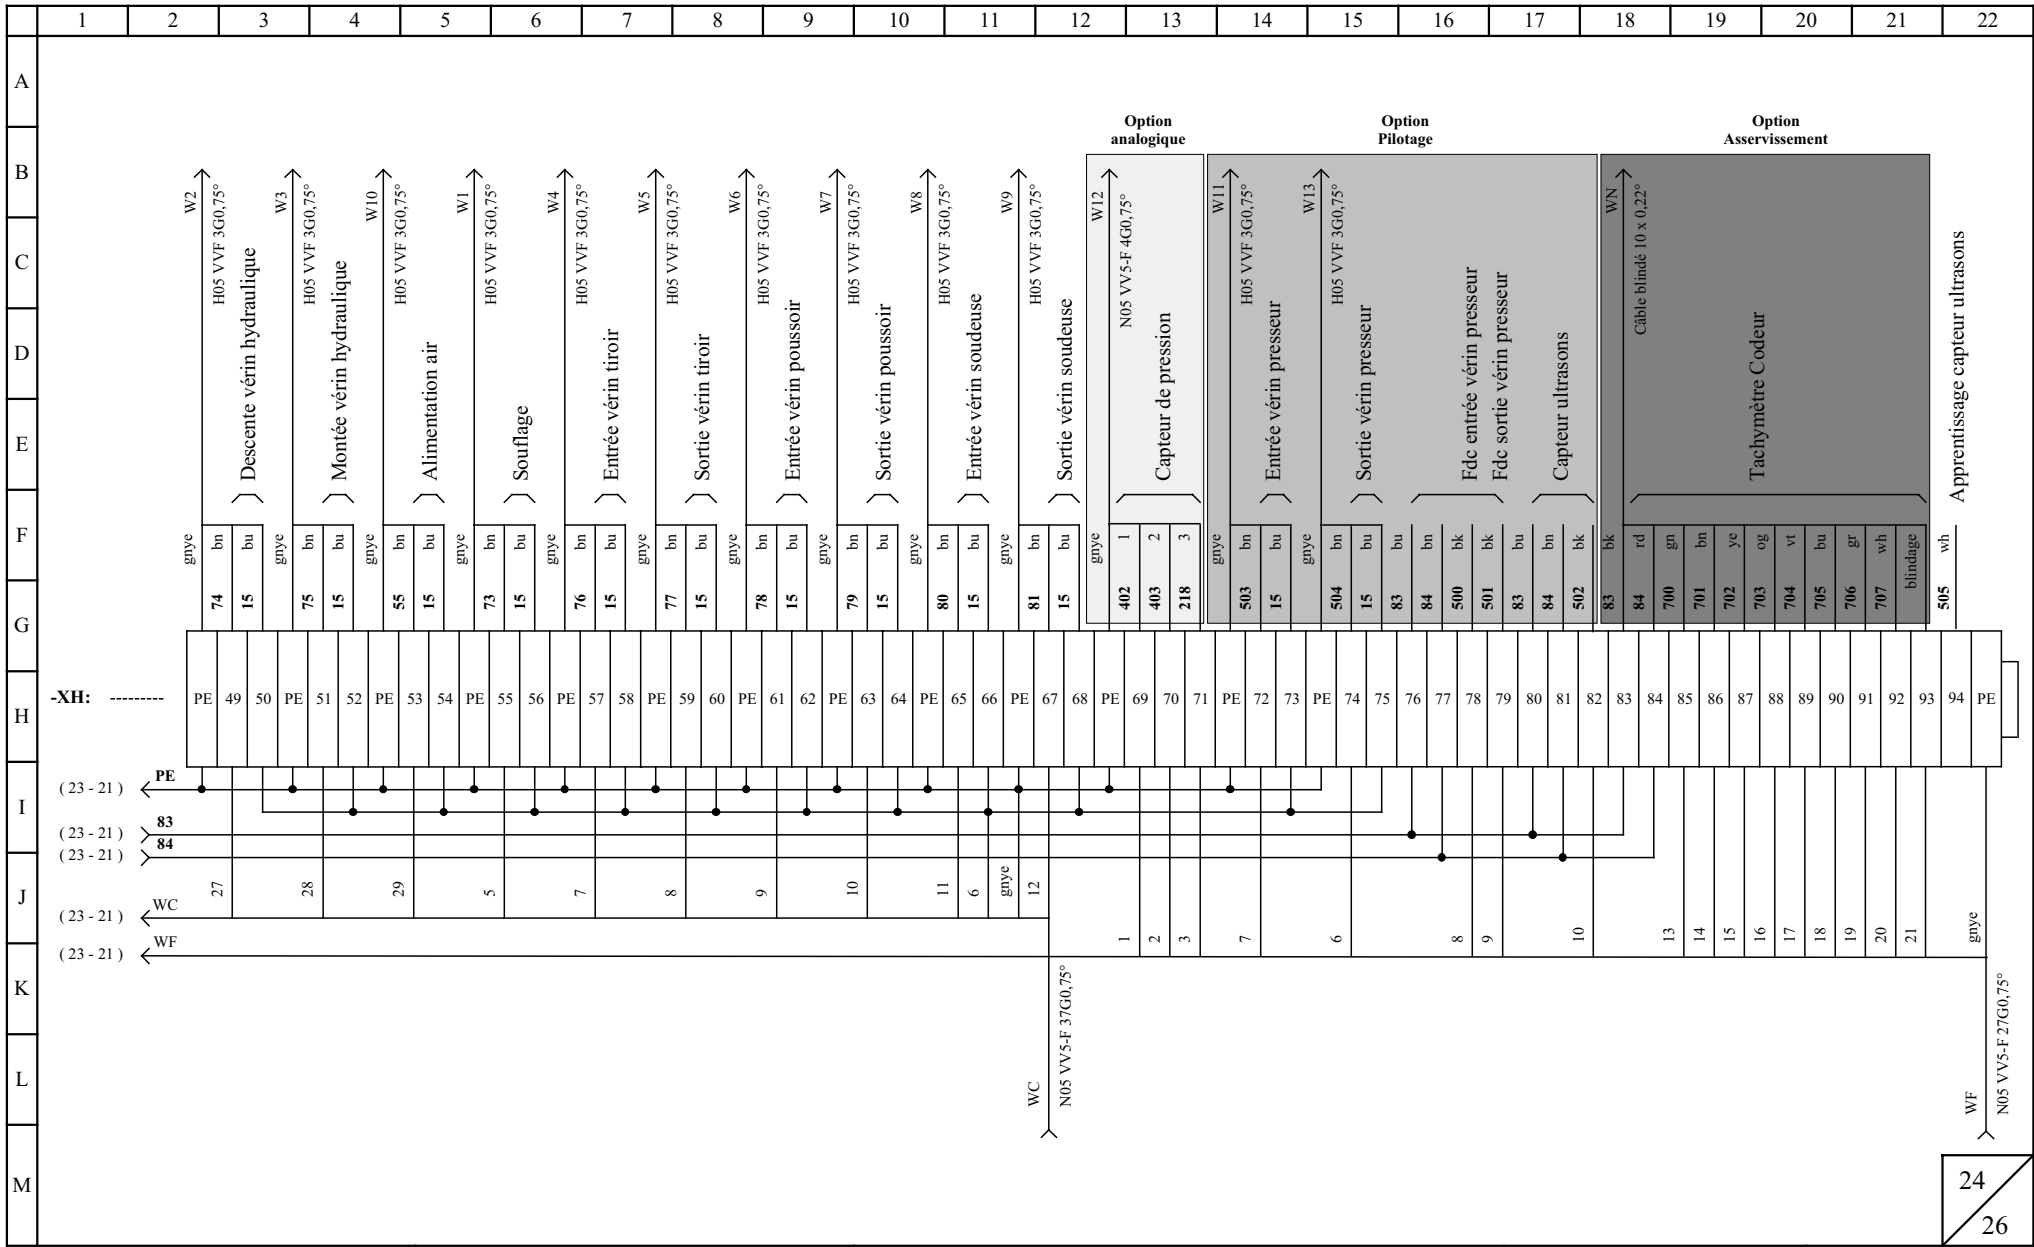 1 2 3 4 5 6 7 8 9 10 11 12 13 14 15 16 17 18 19 20 21 22
A
B
C
D
E
F
G
H
I
J
K
L
M
Option
analogique
Option
Pilotage
Option
Asservissement
W2
H05 VVF 3G0,75°
W3
H05 VVF 3G0,75°
W10
H05 VVF 3G0,75°
W1
H05 VVF 3G0,75°
W4
H05 VVF 3G0,75°
W5
H05 VVF 3G0,75°
W6
H05 VVF 3G0,75°
W7
H05 VVF 3G0,75°
W8
H05 VVF 3G0,75°
W9
H05 VVF 3G0,75°
W12
N05 VV5-F 4G0,75°
W11
H05 VVF 3G0,75°
W13
H05 VVF 3G0,75°
WN
Câble blindé 10 x 0,22°
Descente vérin hydraulique
Montée vérin hydraulique
Alimentation air
Souflage
Entrée vérin tiroir
Sortie vérin tiroir
Entrée vérin poussoir
Sortie vérin poussoir
Entrée vérin soudeuse
Sortie vérin soudeuse
Capteur de pression
Entrée vérin presseur
Sortie vérin presseur
Fdc entrée vérin presseur
Fdc sortie vérin presseur
Capteur ultrasons
Tachymètre Codeur
Apprentissage capteur ultrasons
gnye bn bu gnye bn bu gnye bn bu gnye bn bu gnye bn bu gnye bn bu gnye bn bu gnye bn bu gnye bn bu gnye bn bu gnye 1 2 3 gnye bn bu gnye bn bu bu bn bk bk bu bn bk bk rd gn bn ye og vt bu gr wh blindage wh
74 15 75 15 55 15 73 15 76 15 77 15 78 15 79 15 80 15 81 15 402 403 218 503 15 504 15 83 84 500 501 83 84 502 83 84 700 701 702 703 704 705 706 707 505
-XH: ---------
PE 49 50 PE 51 52 PE 53 54 PE 55 56 PE 57 58 PE 59 60 PE 61 62 PE 63 64 PE 65 66 PE 67 68 PE 69 70 71 PE 72 73 PE 74 75 76 77 78 79 80 81 82 83 84 85 86 87 88 89 90 91 92 93 94 PE
( 23 - 21 ) PE
( 23 - 21 ) 83
( 23 - 21 ) 84
27 28 29 5 7 8 9 10 11 6 gnye 12
( 23 - 21 ) WC
1 2 3 7 6 8 9 10 13 14 15 16 17 18 19 20 21 gnye
( 23 - 21 ) WF
WC
N05 VV5-F 37G0,75°
WF
N05 VV5-F 27G0,75°
24
26